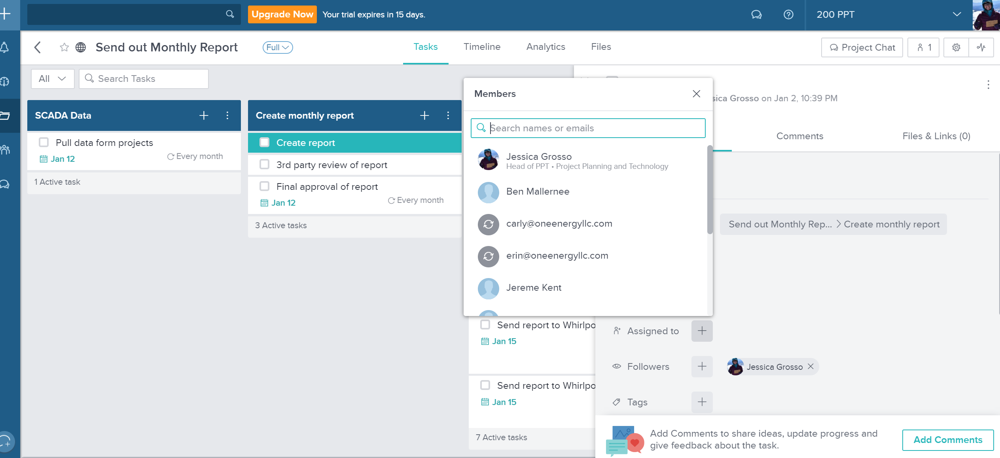 Upgrade Now
Your trial expires in 15 days.
200 PPT
Send out Monthly Report
Full
Tasks
Timeline
Analytics
Files
Project Chat
1
All
Search Tasks
SCADA Data
Pull data form projects
Jan 12
Every month
1 Active task
Create monthly report
Create report
3rd party review of report
Final approval of report
Jan 12
Every month
3 Active tasks
Members
Search names or emails
Jessica Grosso
Head of PPT • Project Planning and Technology
Ben Mallernee
carly@oneenergyllc.com
erin@oneenergyllc.com
Jereme Kent
Send report to Whirlpo
Jan 15
Send report to Whirlpo
Jan 15
7 Active tasks
sica Grosso on Jan 2, 10:39 PM
Comments
Files & Links (0)
Send out Monthly Rep... > Create monthly report
Assigned to
Followers
Jessica Grosso
Tags
Add Comments to share ideas, update progress and
give feedback about the task.
Add Comments